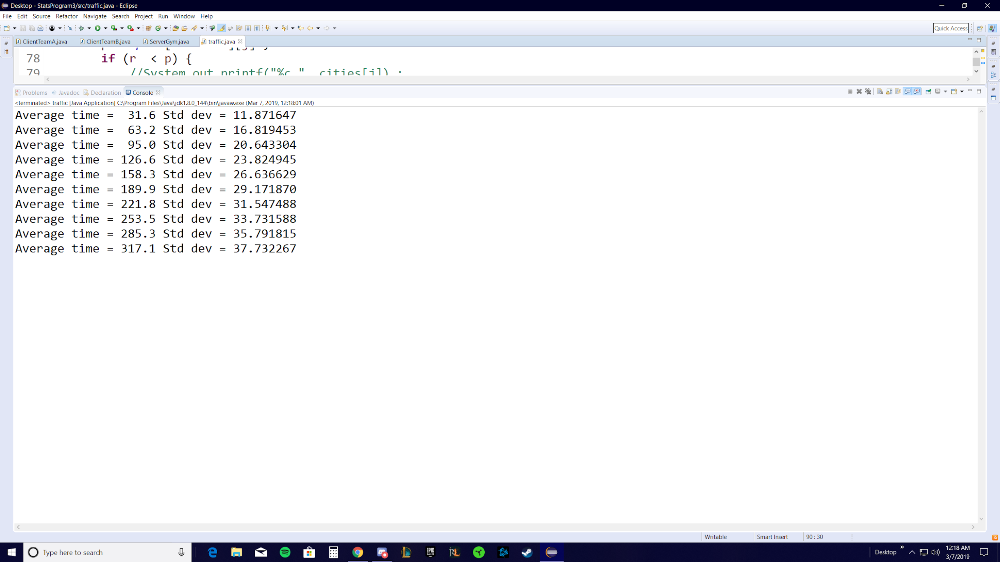 Desktop - StatsProgram3/src/traffic.java - Eclipse
File Edit Source Refactor Navigate Search Project Run Window Help
Quick Access
ClientTeamA.java ClientTeamB.java ServerGym.java traffic.java
78 if (r < p) {
79 //System out printf("%c " cities[i]) ;
Problems Javadoc Declaration Console
<terminated> traffic [Java Application] C:\Program Files\Java\jdk1.8.0_144\bin\javaw.exe (Mar 7, 2019, 12:18:01 AM)
Average time =  31.6 Std dev = 11.871647
Average time =  63.2 Std dev = 16.819453
Average time =  95.0 Std dev = 20.643304
Average time = 126.6 Std dev = 23.824945
Average time = 158.3 Std dev = 26.636629
Average time = 189.9 Std dev = 29.171870
Average time = 221.8 Std dev = 31.547488
Average time = 253.5 Std dev = 33.731588
Average time = 285.3 Std dev = 35.791815
Average time = 317.1 Std dev = 37.732267
Writable Smart Insert 90 : 30
Type here to search
EPIC GAMES
RL
Desktop
12:18 AM
3/7/2019